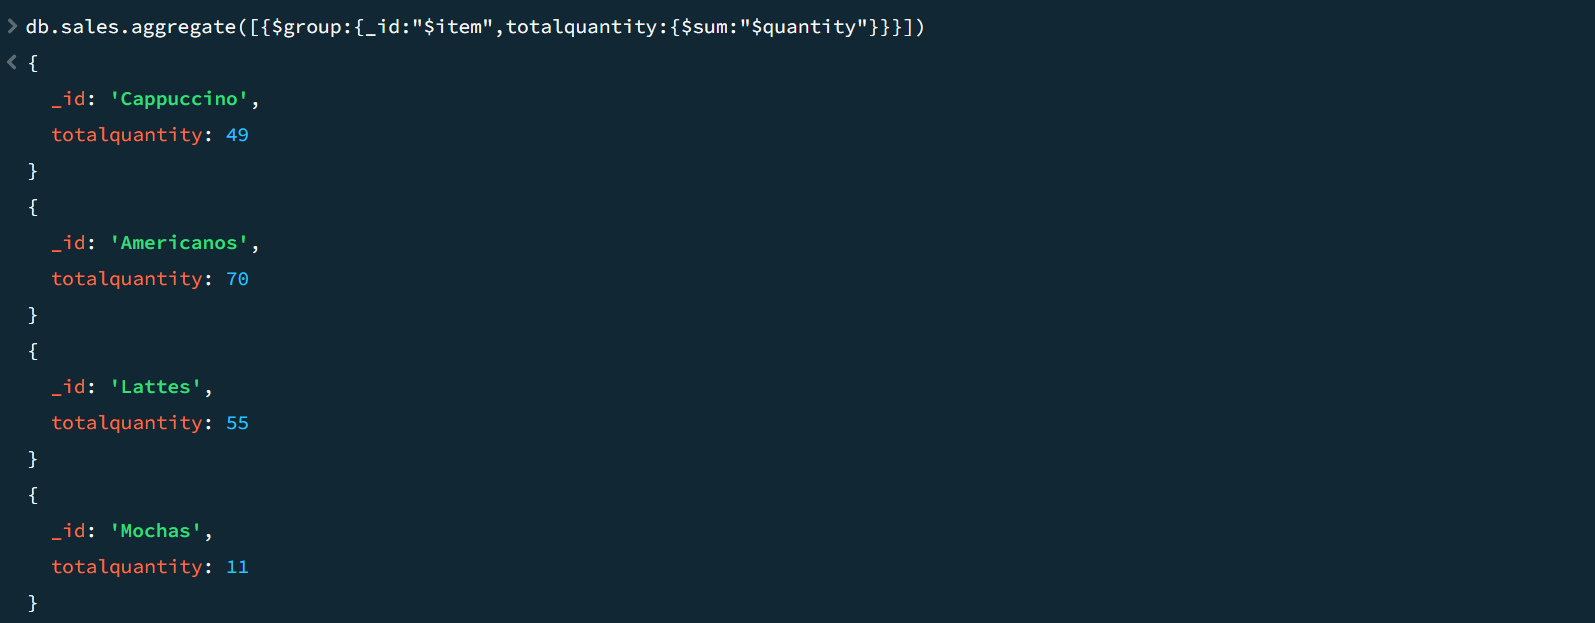 > db.sales.aggregate([{$group:{_id:"$item",totalquantity:{$sum:"$quantity"}}}])
< {
_id: 'Cappuccino',
totalquantity: 49
}
{
_id: 'Americanos',
totalquantity: 70
}
{
_id: 'Lattes',
totalquantity: 55
}
{
_id: 'Mochas',
totalquantity: 11
}